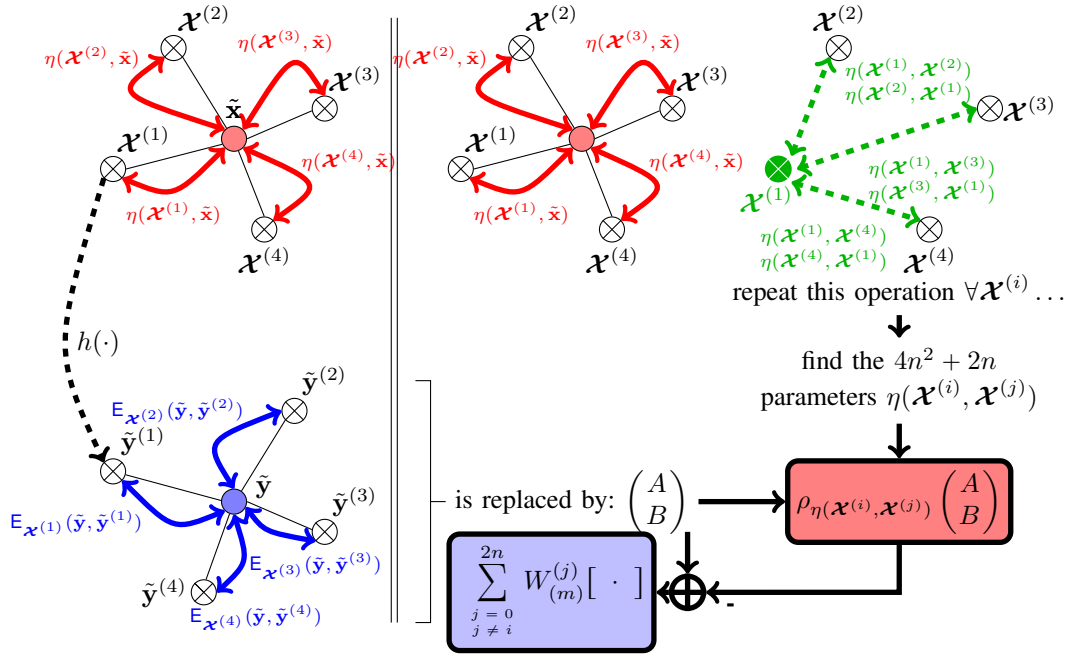 𝓧^(2)
η(𝓧^(2), x̃)
η(𝓧^(3), x̃)
𝓧^(3)
x̃
𝓧^(1)
η(𝓧^(4), x̃)
η(𝓧^(1), x̃)
𝓧^(4)
h(·)
ỹ^(2)
E_𝓧^(2)(ỹ, ỹ^(2))
ỹ^(1)
ỹ
ỹ^(3)
E_𝓧^(1)(ỹ, ỹ^(1))
E_𝓧^(3)(ỹ, ỹ^(3))
ỹ^(4)
E_𝓧^(4)(ỹ, ỹ^(4))
𝓧^(2)
η(𝓧^(2), x̃)
η(𝓧^(3), x̃)
𝓧^(3)
𝓧^(1)
η(𝓧^(4), x̃)
η(𝓧^(1), x̃)
𝓧^(4)
𝓧^(2)
η(𝓧^(1), 𝓧^(2))
η(𝓧^(2), 𝓧^(1))
𝓧^(3)
η(𝓧^(1), 𝓧^(3))
η(𝓧^(3), 𝓧^(1))
𝓧^(1)
η(𝓧^(1), 𝓧^(4))
η(𝓧^(4), 𝓧^(1))
𝓧^(4)
repeat this operation ∀𝓧^(i) …
find the 4n² + 2n
parameters η(𝓧^(i), 𝓧^(j))
is replaced by: (A B)
ρ_η(𝓧^(i),𝓧^(j)) (A B)
2n
∑ W_(m)^(j)[ · ]
j = 0
j ≠ i
-